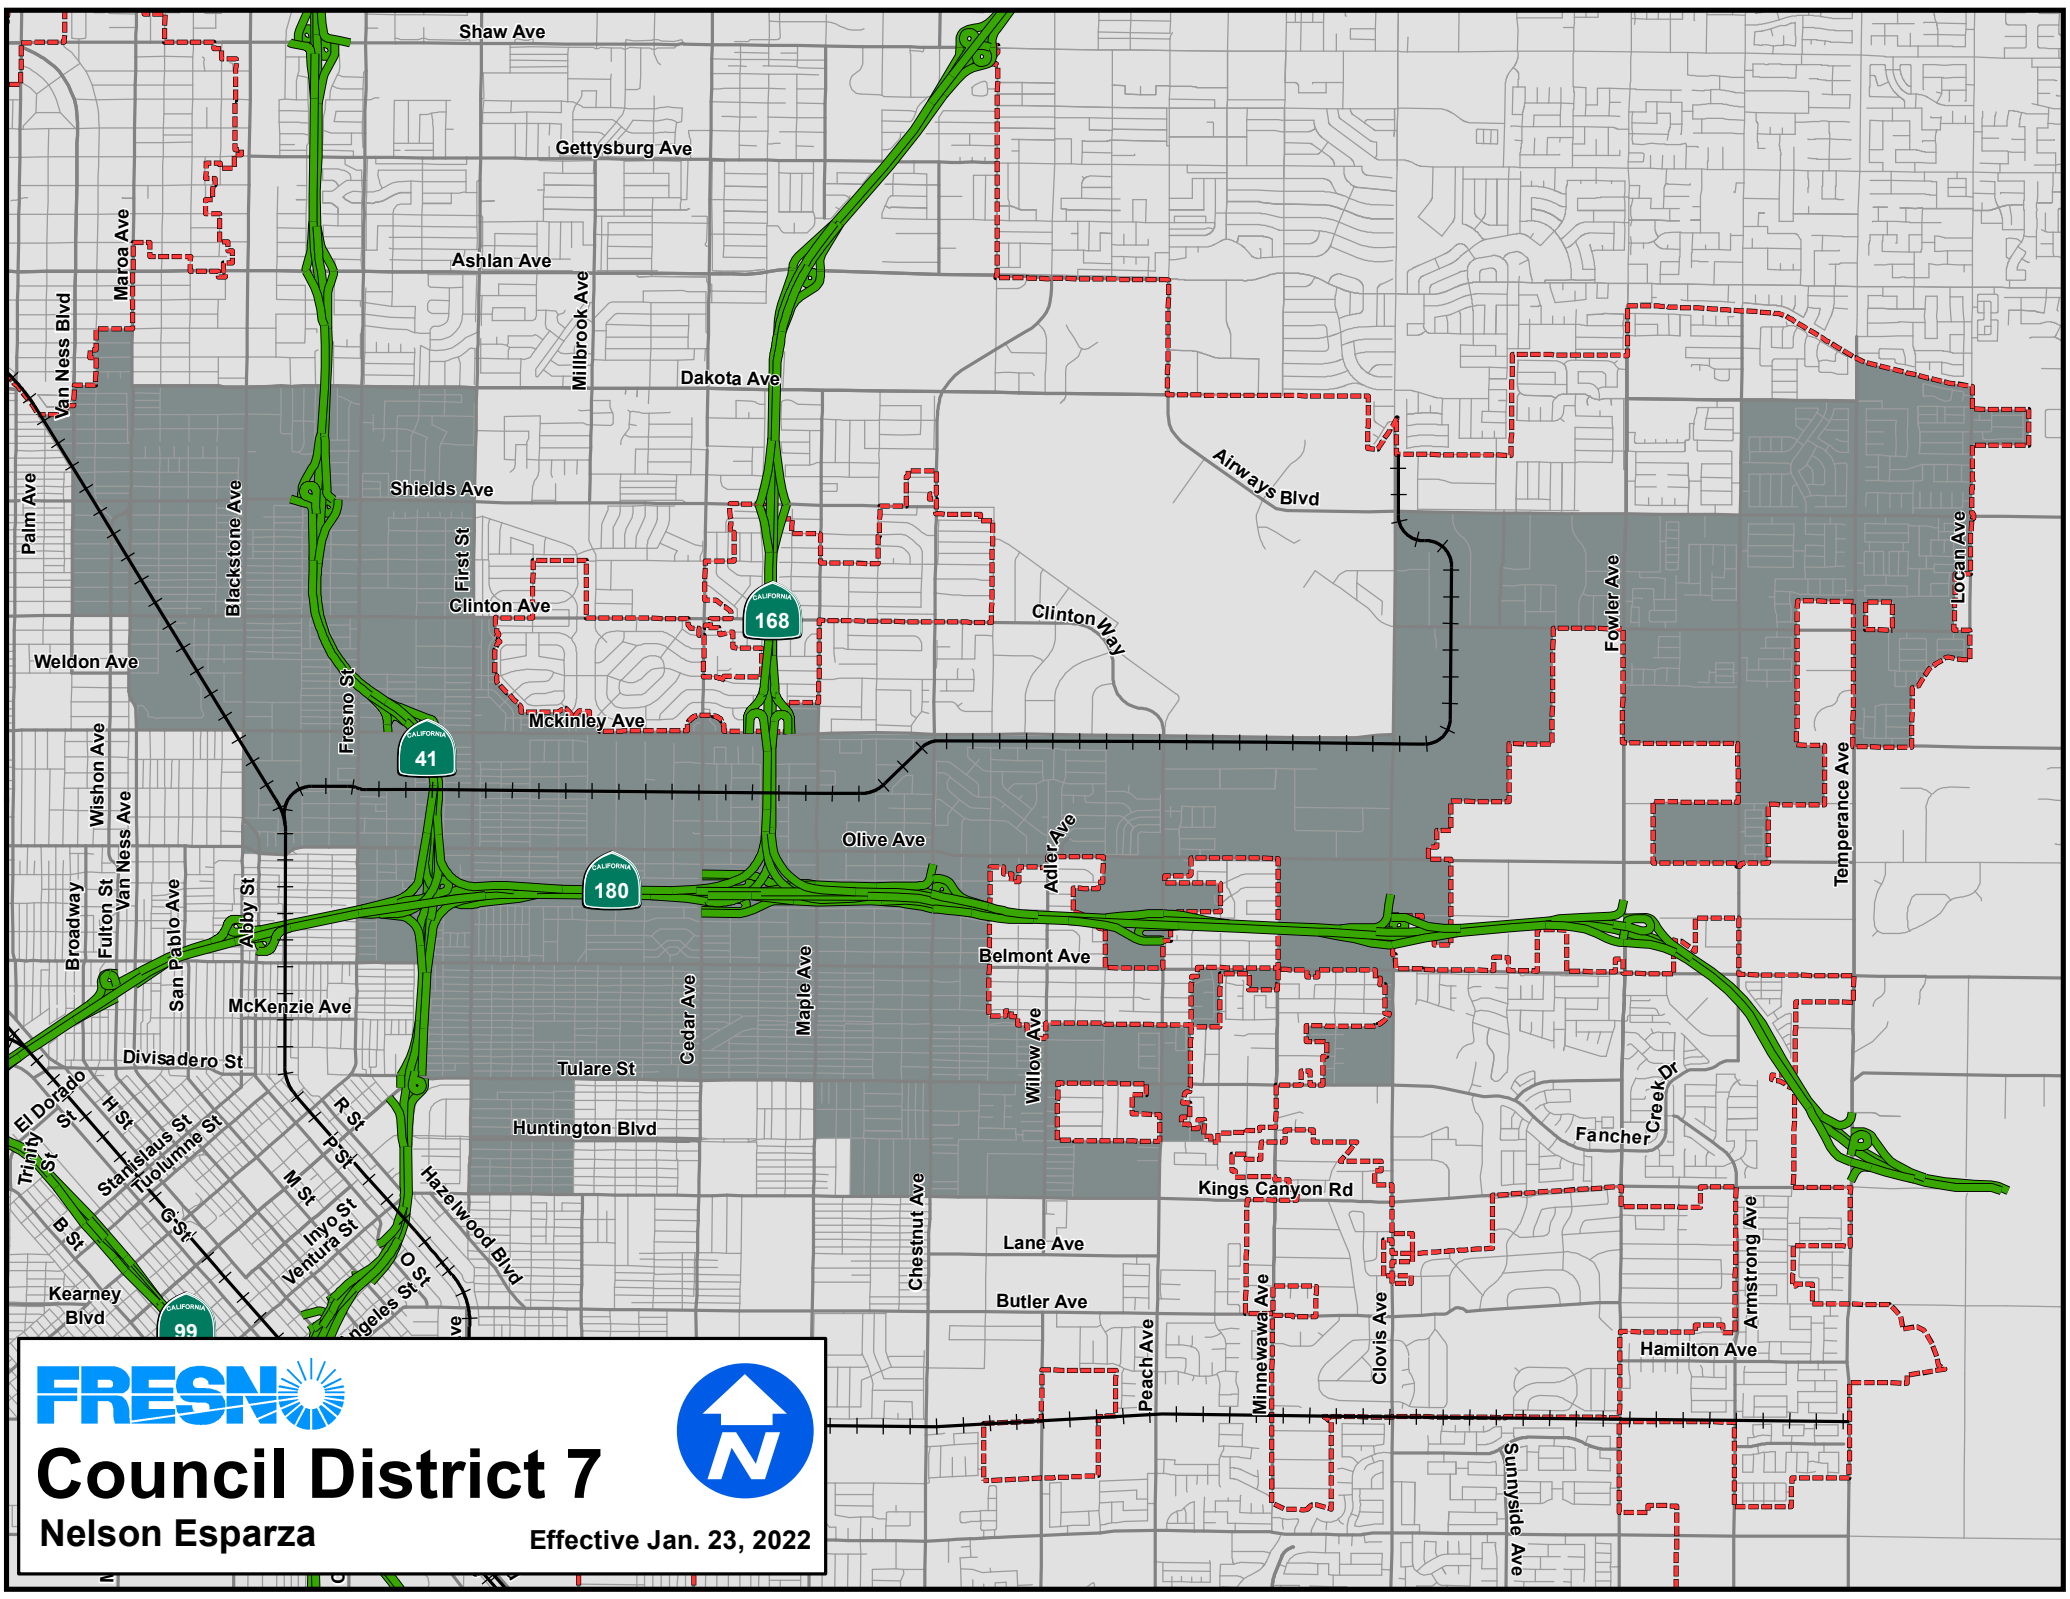 Shaw Ave
Gettysburg Ave
Maroa Ave
Ashlan Ave
Millbrook Ave
Van Ness Blvd
Dakota Ave
Palm Ave
Blackstone Ave
Shields Ave
First St
Airways Blvd
Locan Ave
Fowler Ave
Clinton Ave
CALIFORNIA
168
Clinton Way
Weldon Ave
Fresno St
Mckinley Ave
CALIFORNIA
41
Wishon Ave
Van Ness Ave
Temperance Ave
Olive Ave
Adler Ave
CALIFORNIA
180
Broadway
Fulton St
San Pablo Ave
Abby St
Belmont Ave
McKenzie Ave
Cedar Ave
Maple Ave
Willow Ave
Divisadero St
Tulare St
El Dorado
St
H St
R St
Stanislaus St
Tuolumne St
Trinity
St
P St
Huntington Blvd
Fancher
Creek Dr
M St
Hazelwood Blvd
Kings Canyon Rd
Chestnut Ave
B St
G St
Inyo St
Ventura St
O St
Lane Ave
Armstrong Ave
Kearney
Blvd
Butler Ave
Minnewawa Ave
Clovis Ave
Peach Ave
CALIFORNIA
99
ngeles St
ve
Hamilton Ave
Sunnyside Ave
FRESNO
Council District 7
Nelson Esparza
Effective Jan. 23, 2022
N